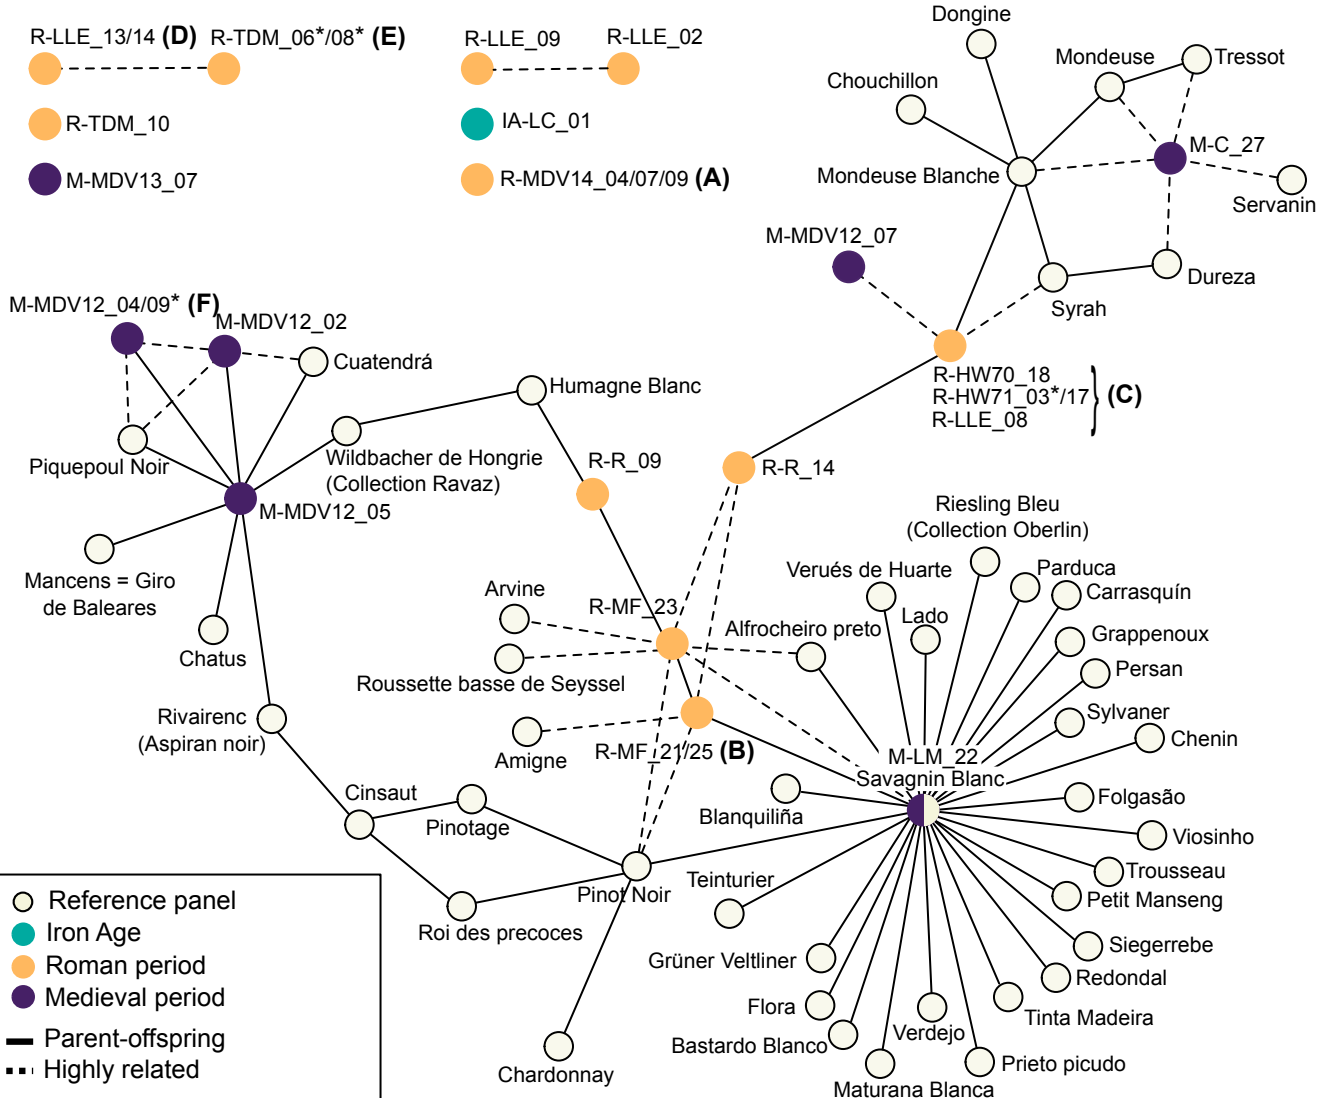 R-LLE_13/14 (D)
R-TDM_06*/08* (E)
R-LLE_09
R-LLE_02
R-TDM_10
IA-LC_01
M-MDV13_07
R-MDV14_04/07/09 (A)
Dongine
Mondeuse
Tressot
Chouchillon
M-C_27
Mondeuse Blanche
Servanin
M-MDV12_07
Dureza
Syrah
M-MDV12_04/09* (F)
M-MDV12_02
Cuatendrá
R-HW70_18
R-HW71_03*/17
R-LLE_08
(C)
Humagne Blanc
Piquepoul Noir
Wildbacher de Hongrie
(Collection Ravaz)
R-R_09
R-R_14
M-MDV12_05
Riesling Bleu
(Collection Oberlin)
Mancens = Giro
de Baleares
Verués de Huarte
Parduca
Carrasquín
Arvine
R-MF_23
Lado
Alfrocheiro preto
Grappenoux
Chatus
Persan
Roussette basse de Seyssel
Rivairenc
(Aspiran noir)
Sylvaner
Chenin
Amigne
R-MF_21/25 (B)
M-LM_22
Savagnin Blanc
Cinsaut
Pinotage
Blanquiliña
Folgasão
Viosinho
Trousseau
Teinturier
Pinot Noir
Petit Manseng
Roi des precoces
Siegerrebe
Grüner Veltliner
Redondal
Flora
Tinta Madeira
Bastardo Blanco
Verdejo
Prieto picudo
Chardonnay
Maturana Blanca
Reference panel
Iron Age
Roman period
Medieval period
Parent-offspring
Highly related